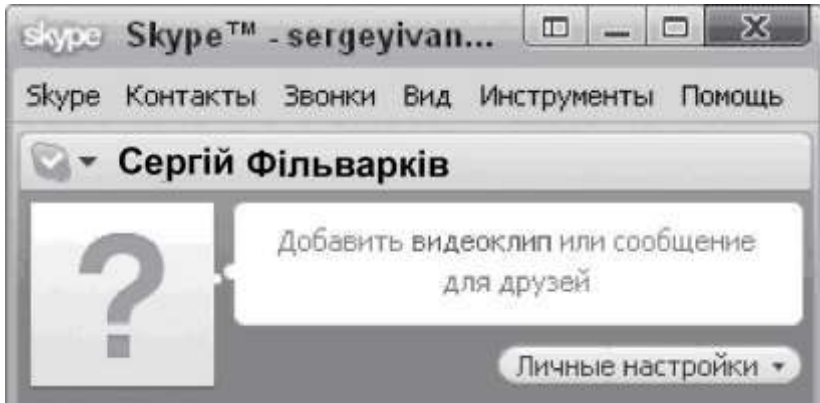 skype Skype™ - sergeyivan...
Skype Контакты Звонки Вид Инструменты Помощь
Сергій Фільварків
?
Добавить видеоклип или сообщение
для друзей
Личные настройки